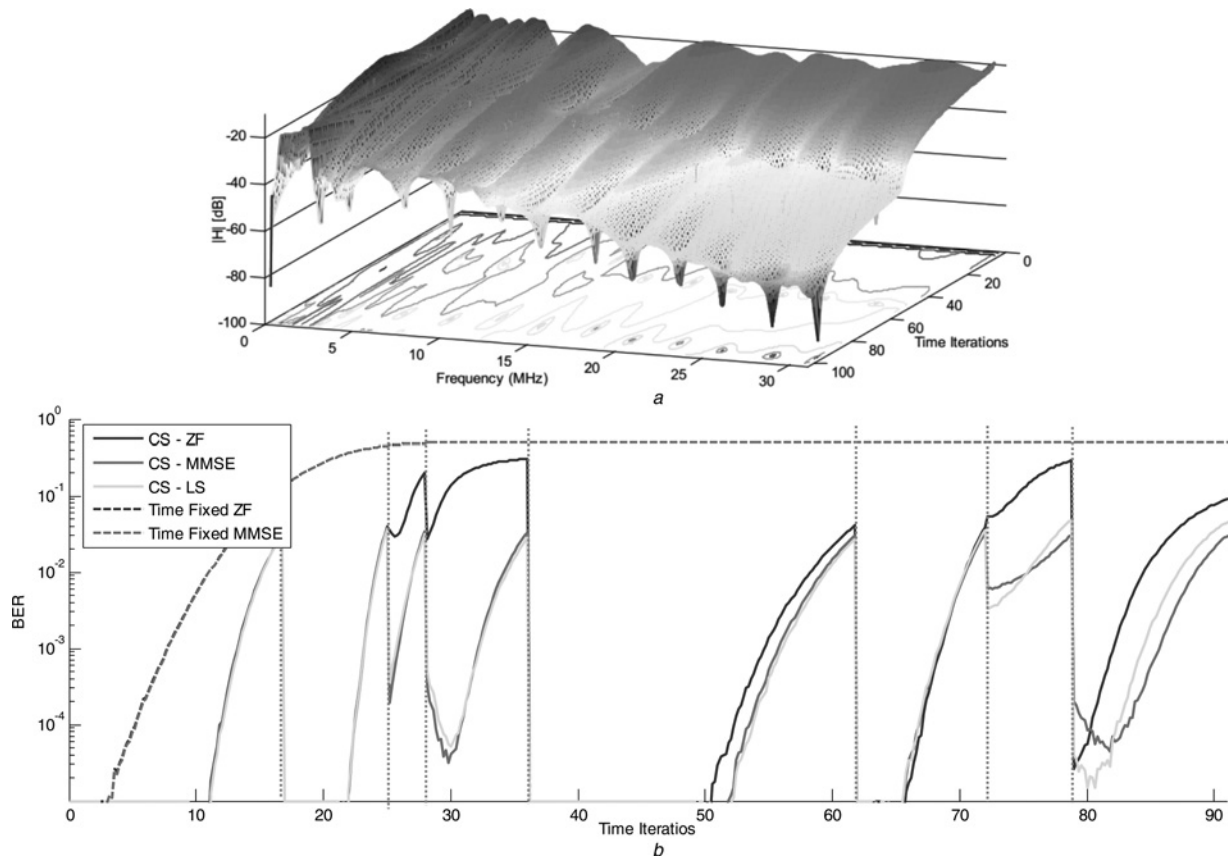 -20
-40
-60
-80
-100
|H| [dB]
0
5
10
15
20
25
30
Frequency (MHz)
0
20
40
60
80
100
Time Iterations
a
10^0
10^-1
10^-2
10^-3
10^-4
BER
CS - ZF
CS - MMSE
CS - LS
Time Fixed ZF
Time Fixed MMSE
0
10
20
30
40
50
60
70
80
90
Time Iteratios
b